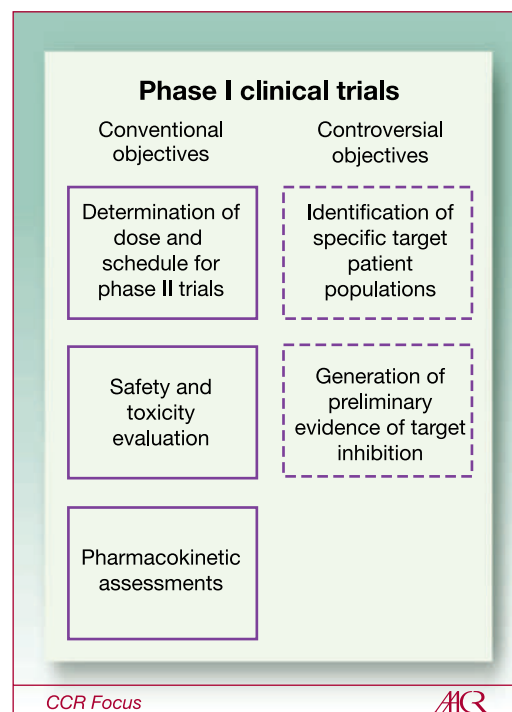 Phase I clinical trials
Conventional
objectives
Determination of
dose and
schedule for
phase II trials
Safety and
toxicity
evaluation
Pharmacokinetic
assessments
Controversial
objectives
Identification of
specific target
patient
populations
Generation of
preliminary
evidence of target
inhibition
CCR Focus
AACR